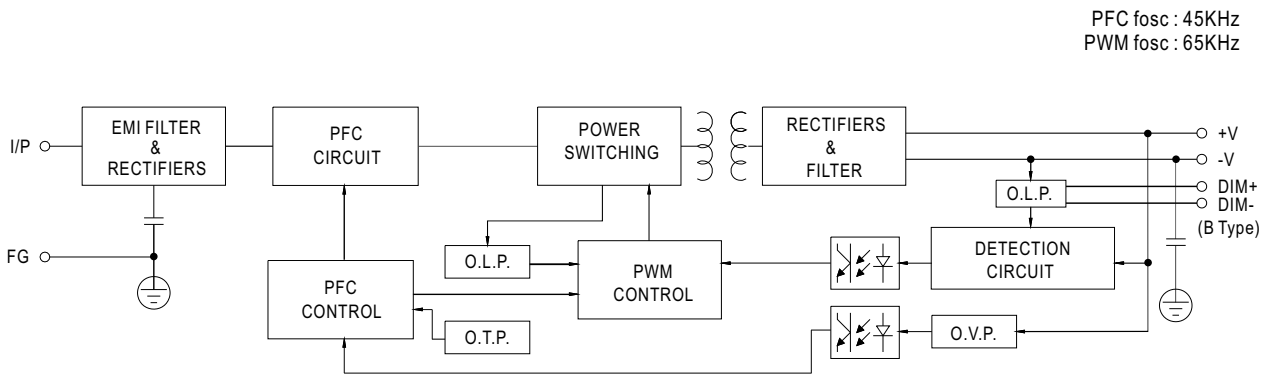 PFC fosc : 45KHz
PWM fosc : 65KHz
I/P
EMI FILTER
&
RECTIFIERS
PFC
CIRCUIT
POWER
SWITCHING
RECTIFIERS
&
FILTER
+V
-V
DIM+
DIM-
(B Type)
O.L.P.
FG
PFC
CONTROL
O.L.P.
O.T.P.
PWM
CONTROL
DETECTION
CIRCUIT
O.V.P.